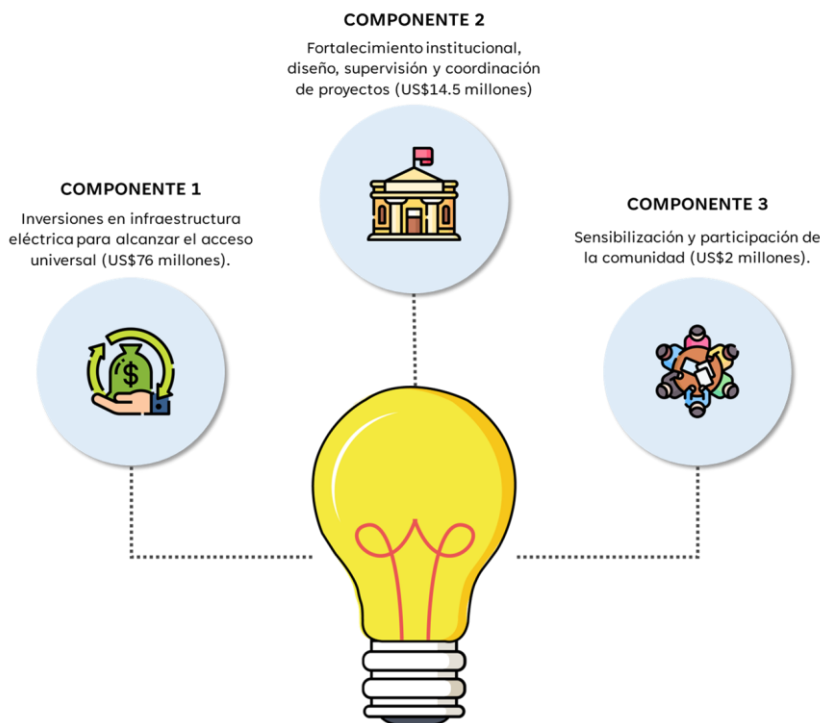 COMPONENTE 1
Inversiones en infraestructura
eléctrica para alcanzar el acceso
universal (US$76 millones).
COMPONENTE 2
Fortalecimiento institucional,
diseño, supervisión y coordinación
de proyectos (US$14.5 millones)
COMPONENTE 3
Sensibilización y participación de
la comunidad (US$2 millones).
$